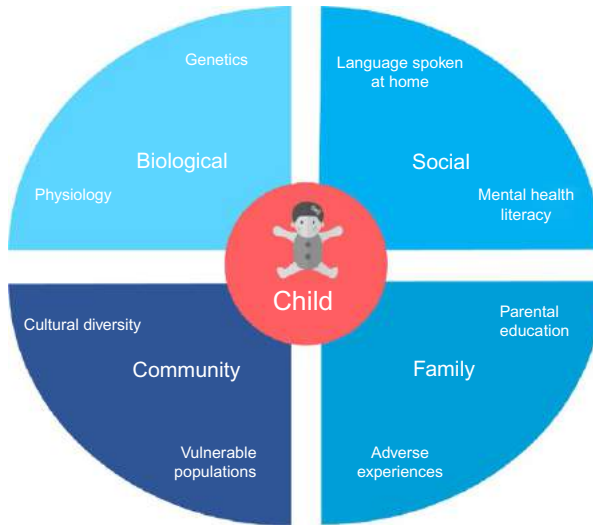 Genetics
Biological
Physiology
Language spoken
at home
Social
Mental health
literacy
Child
Cultural diversity
Community
Vulnerable
populations
Parental
education
Family
Adverse
experiences